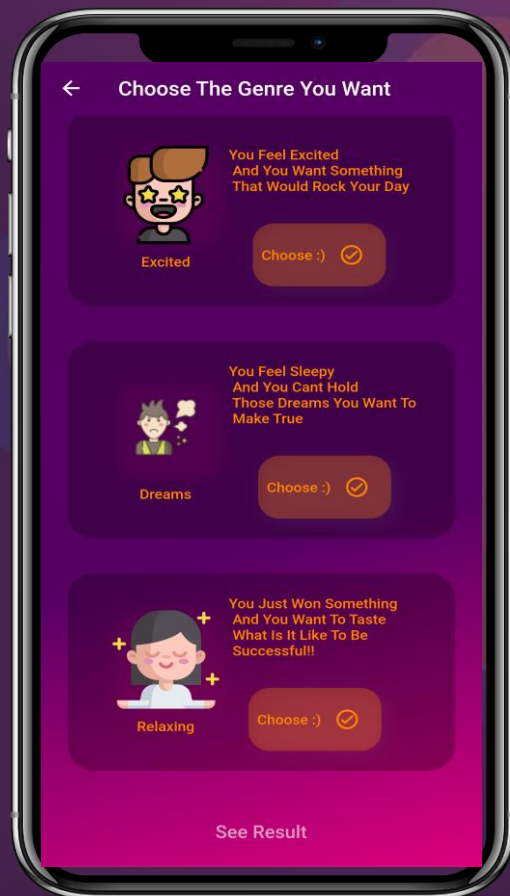 Choose The Genre You Want
You Feel Excited
And You Want Something
That Would Rock Your Day
Choose :)
Excited
You Feel Sleepy
And You Cant Hold
Those Dreams You Want To
Make True
Choose :)
Dreams
You Just Won Something
And You Want To Taste
What Is It Like To Be
Successful!!
Choose :)
Relaxing
See Result